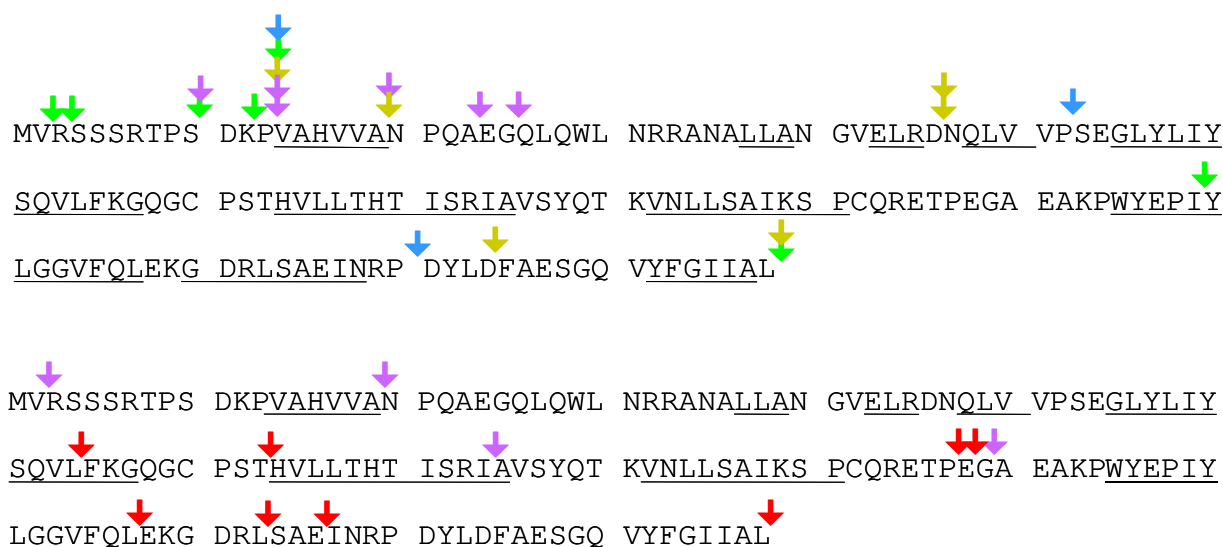 MVRSSSRTPS DKPVAHVVAN PQAEGQLQWL NRRANALLAN GVELRDNQLV VPSEGLYLIY
SQVLFKGQGC PSTHVLLTHT ISRIAVSYQT KVNLLSAIKS PCQRETPEGA EAKPWYEPIY
LGGVFQLEKG DRLSAEINRP DYLDFAESGQ VYFGIIAL
MVRSSSRTPS DKPVAHVVAN PQAEGQLQWL NRRANALLAN GVELRDNQLV VPSEGLYLIY
SQVLFKGQGC PSTHVLLTHT ISRIAVSYQT KVNLLSAIKS PCQRETPEGA EAKPWYEPIY
LGGVFQLEKG DRLSAEINRP DYLDFAESGQ VYFGIIAL